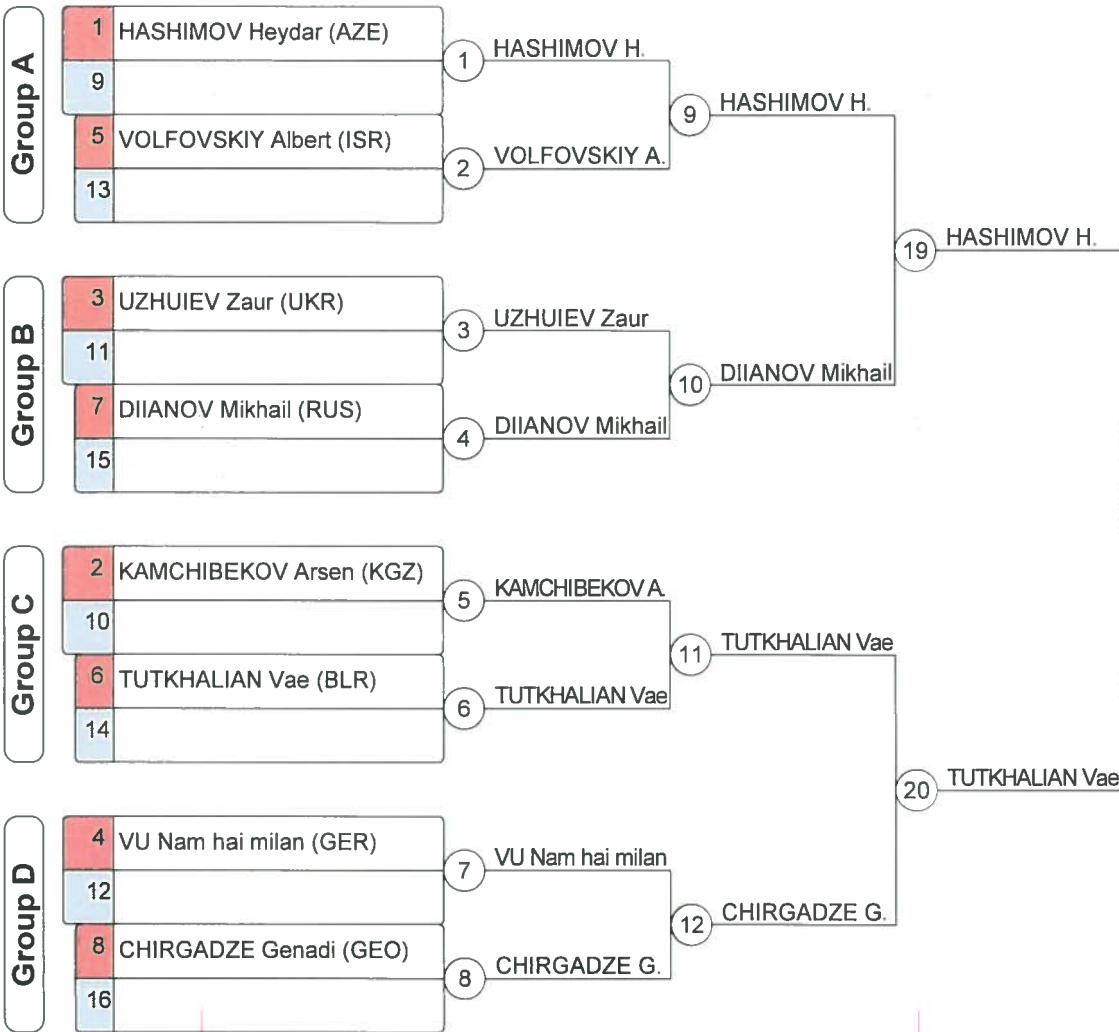 Group A
1 HASHIMOV Heydar (AZE)
9
5 VOLFOVSKIY Albert (ISR)
13
1 HASHIMOV H.
2 VOLFOVSKIY A.
9 HASHIMOV H.
Group B
3 UZHUIEV Zaur (UKR)
11
7 DIIANOV Mikhail (RUS)
15
3 UZHUIEV Zaur
4 DIIANOV Mikhail
10 DIIANOV Mikhail
19 HASHIMOV H.
Group C
2 KAMCHIBEKOV Arsen (KGZ)
10
6 TUTKHALIAN Vae (BLR)
14
5 KAMCHIBEKOV A.
6 TUTKHALIAN Vae
11 TUTKHALIAN Vae
Group D
4 VU Nam hai milan (GER)
12
8 CHIRGADZE Genadi (GEO)
16
7 VU Nam hai milan
8 CHIRGADZE G.
12 CHIRGADZE G.
20 TUTKHALIAN Vae